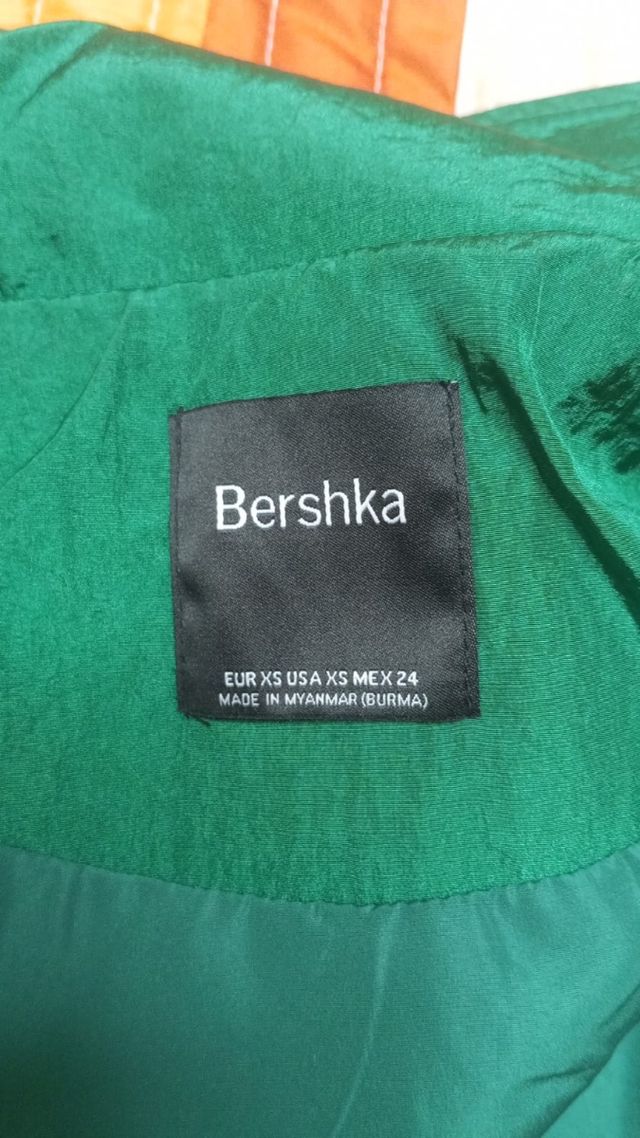 Bershka
EUR XS USA XS MEX 24
MADE IN MYANMAR (BURMA)